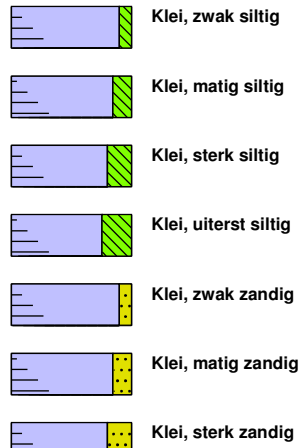 Klei, zwak siltig
Klei, matig siltig
Klei, sterk siltig
Klei, uiterst siltig
Klei, zwak zandig
Klei, matig zandig
Klei, sterk zandig